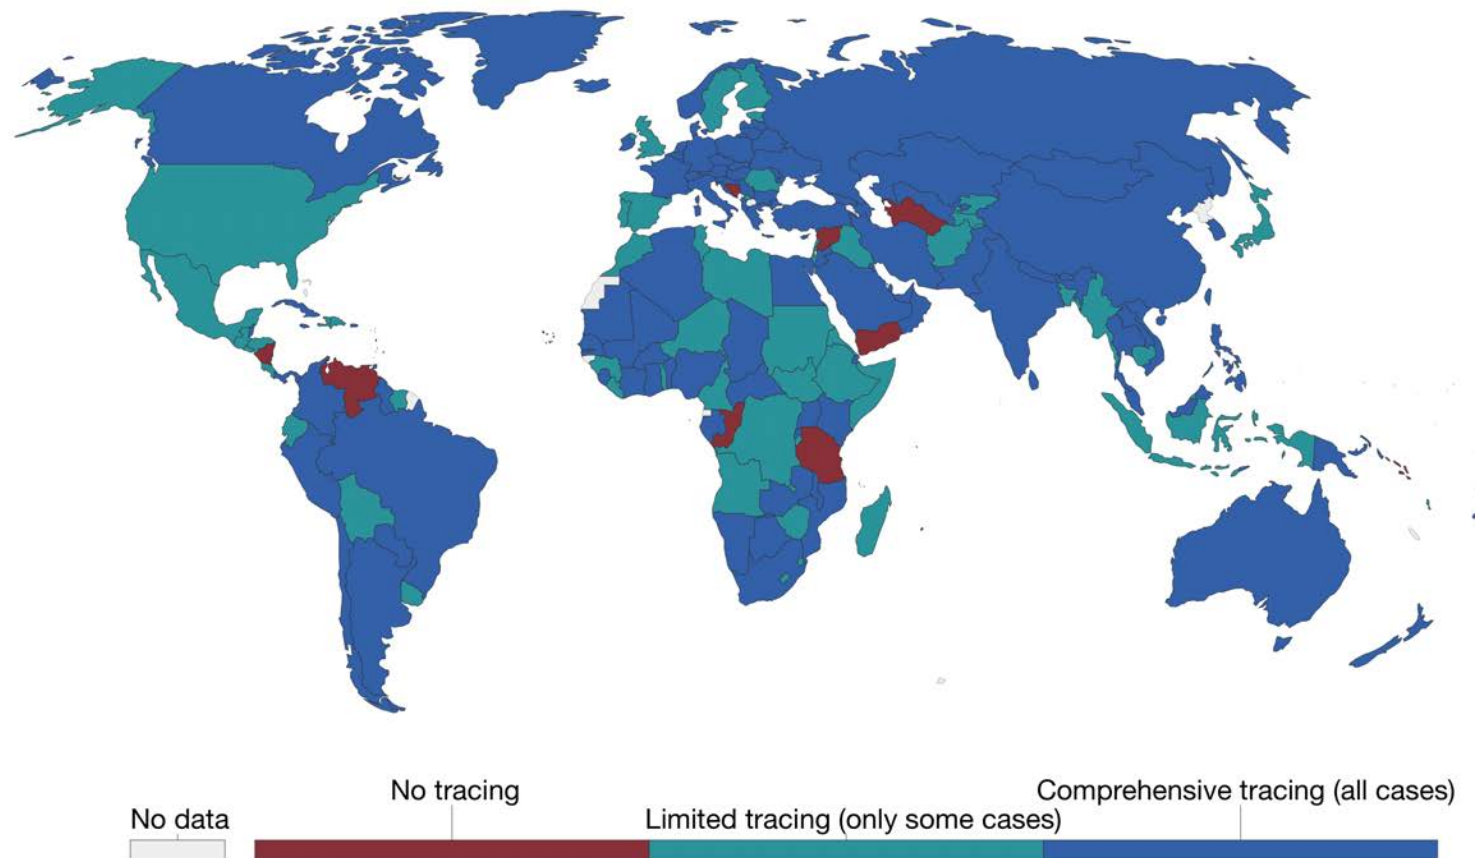 No tracing
Comprehensive tracing (all cases)
No data
Limited tracing (only some cases)